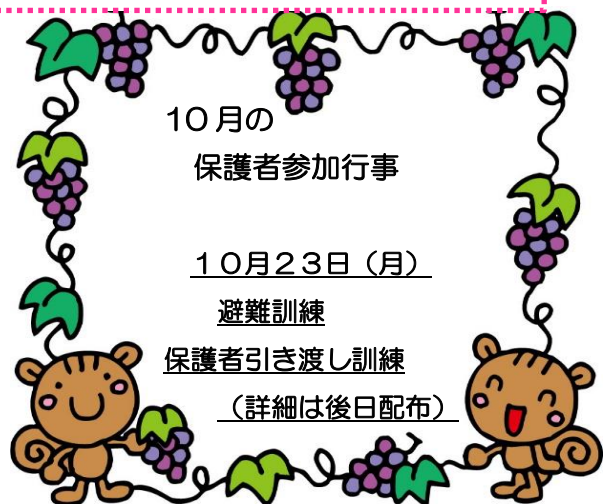 10月の
保護者参加行事
１０月２３日（月）
避難訓練
保護者引き渡し訓練
（詳細は後日配布）